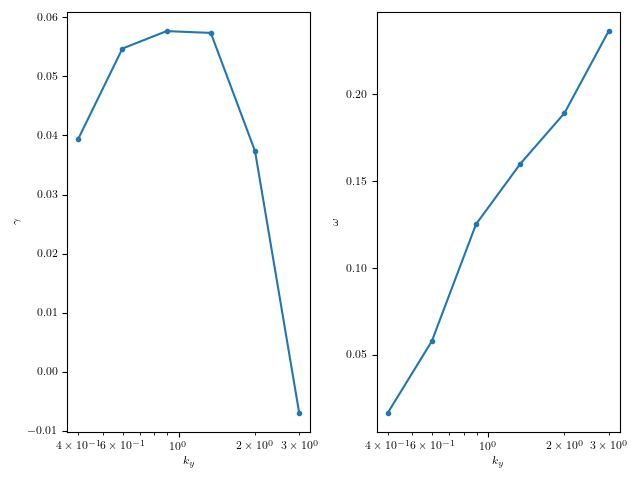 0.06
0.05
0.04
0.03
0.02
0.01
0.00
−0.01
γ
4 × 10⁻¹ 6 × 10⁻¹ 10⁰ 2 × 10⁰ 3 × 10⁰
k_y
0.20
0.15
0.10
0.05
ω
4 × 10⁻¹ 6 × 10⁻¹ 10⁰ 2 × 10⁰ 3 × 10⁰
k_y